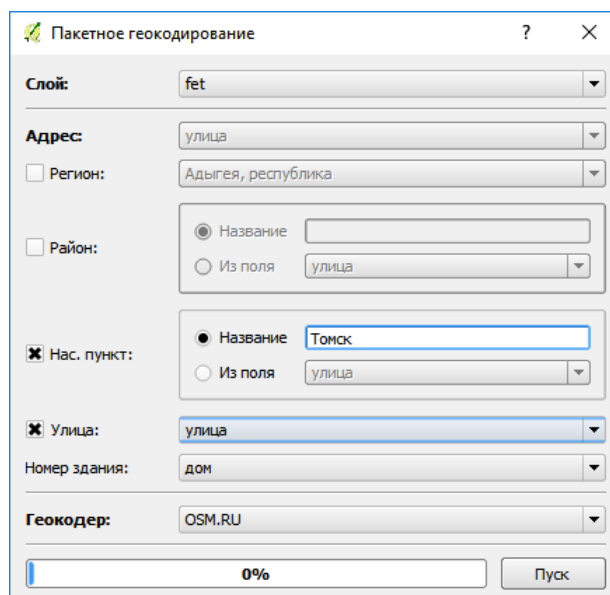 Пакетное геокодирование ?
Слой: fet
Адрес: улица
Регион: Адыгея, республика
Район:
Название
Из поля улица
Нас. пункт:
Название Томск
Из поля улица
Улица: улица
Номер здания: дом
Геокодер: OSM.RU
0% Пуск